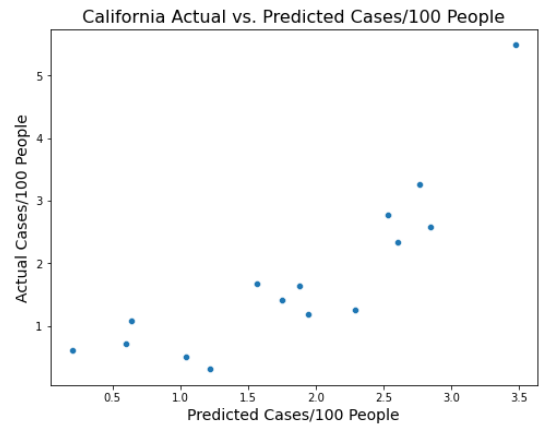 California Actual vs. Predicted Cases/100 People
Actual Cases/100 People
5
4
3
2
1
0.5 1.0 1.5 2.0 2.5 3.0 3.5
Predicted Cases/100 People